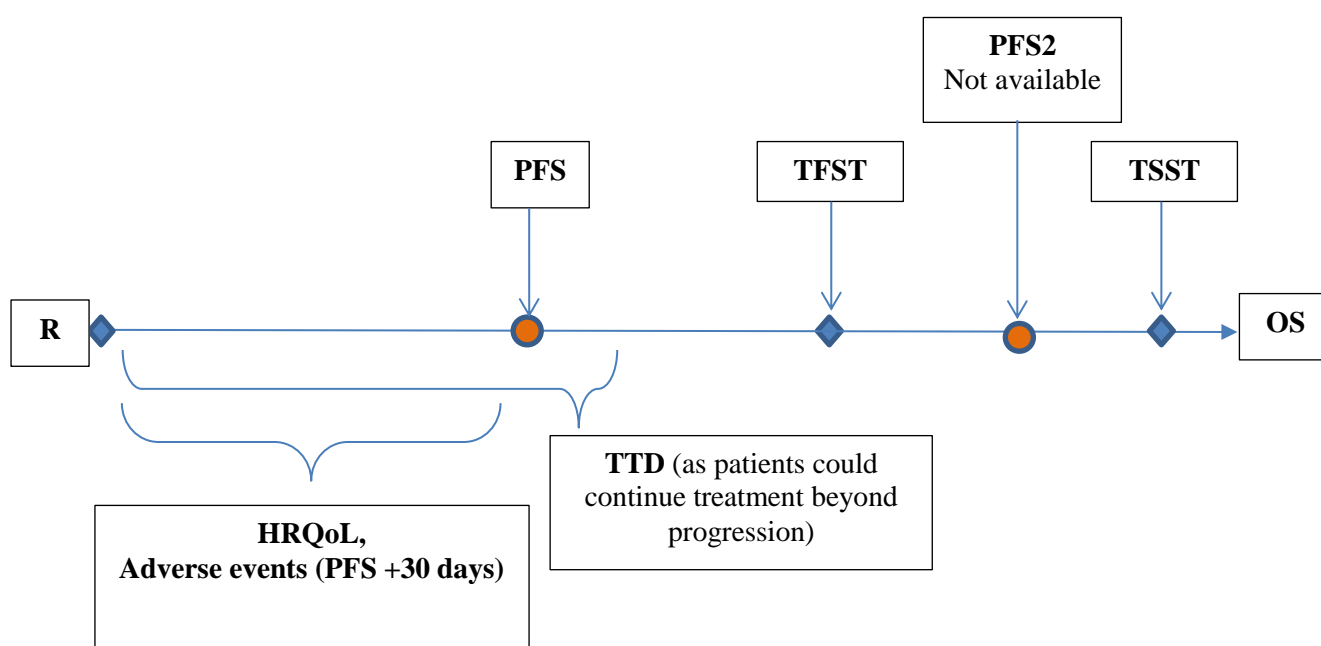 PFS2
Not available
PFS
TFST
TSST
R
OS
TTD (as patients could
continue treatment beyond
progression)
HRQoL,
Adverse events (PFS +30 days)